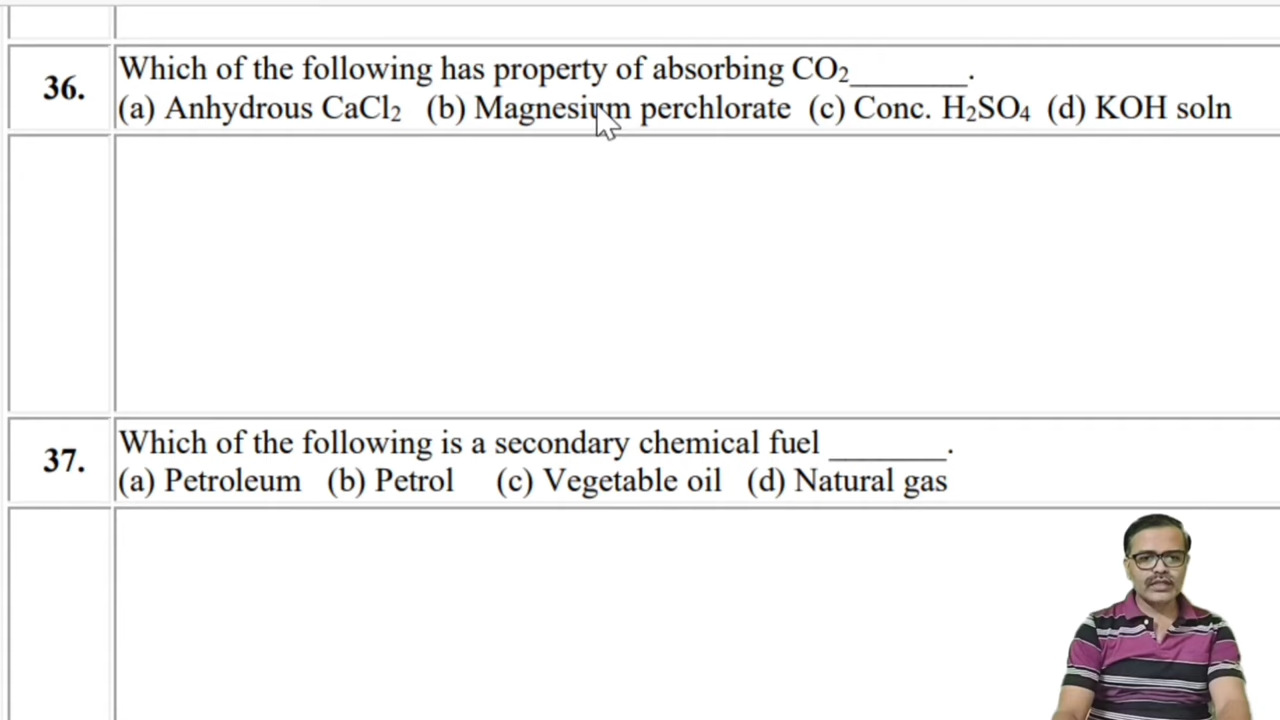 36.
Which of the following has property of absorbing CO₂_______.
(a) Anhydrous CaCl₂ (b) Magnesium perchlorate (c) Conc. H₂SO₄ (d) KOH soln
37.
Which of the following is a secondary chemical fuel _______.
(a) Petroleum (b) Petrol (c) Vegetable oil (d) Natural gas